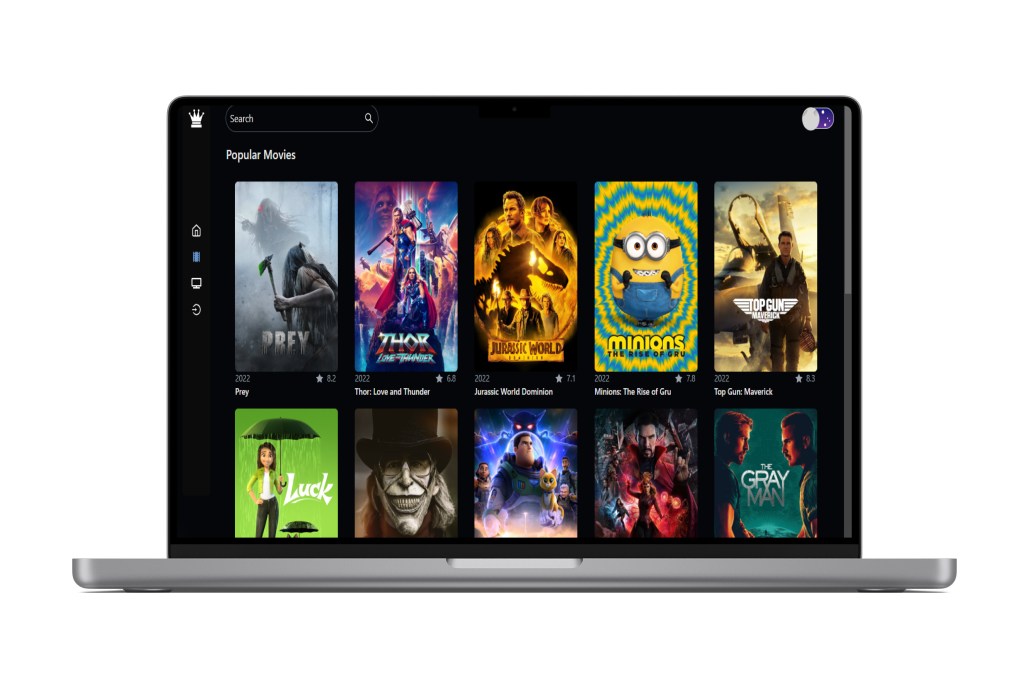 Search
Popular Movies
PREY
THOR
LOVE AND THUNDER
JURASSIC WORLD
MINIONS
THE RISE OF GRU
TOP GUN
MAVERICK
2022 8.2
2022 6.8
2022 7.1
2022 7.8
2022 8.3
Prey
Thor: Love and Thunder
Jurassic World Dominion
Minions: The Rise of Gru
Top Gun: Maverick
Luck
THE
GRAY
MAN